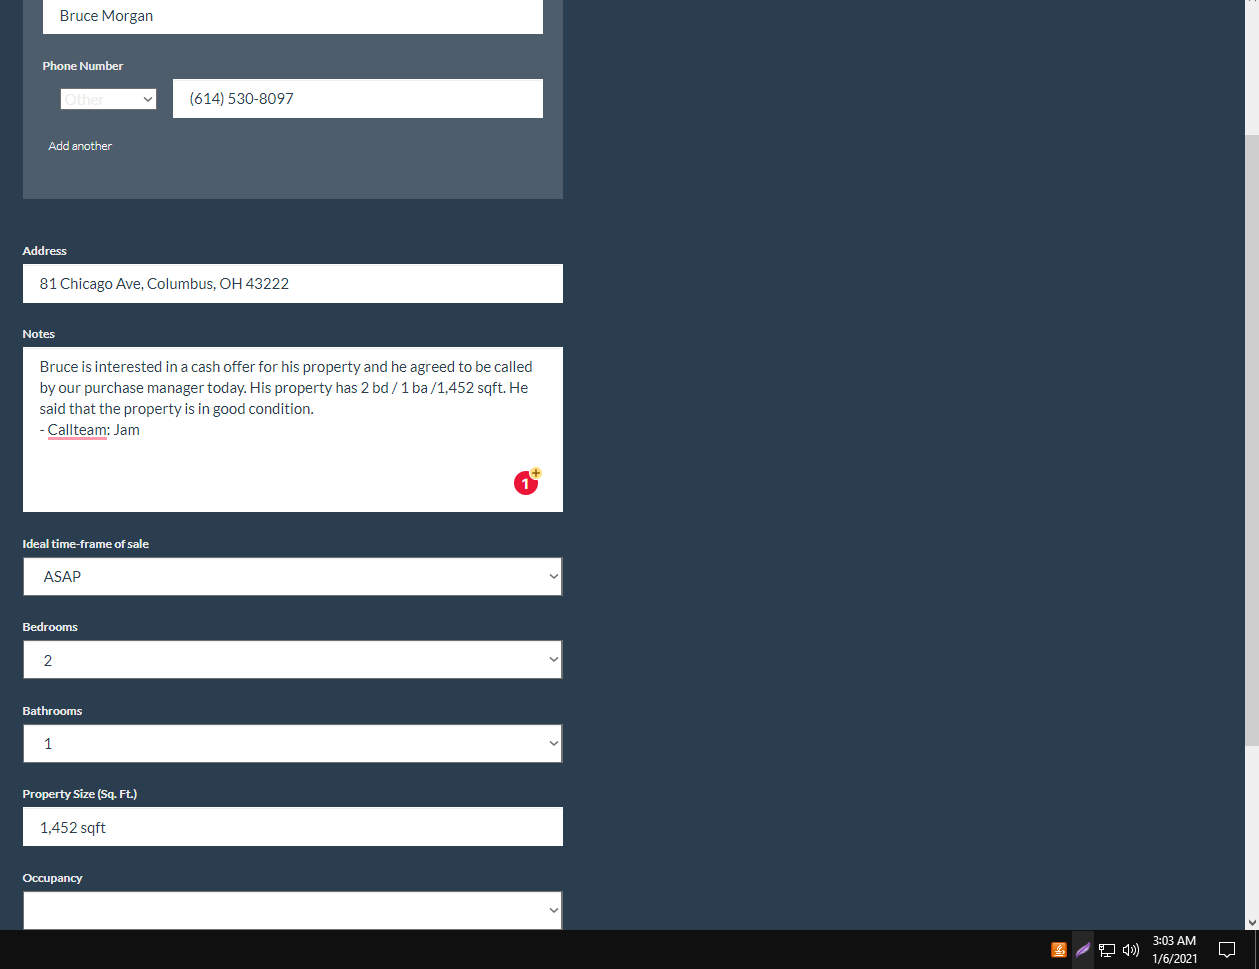 Bruce Morgan
Phone Number
Other
(614) 530-8097
Add another
Address
81 Chicago Ave, Columbus, OH 43222
Notes
Bruce is interested in a cash offer for his property and he agreed to be called
by our purchase manager today. His property has 2 bd / 1 ba /1,452 sqft. He
said that the property is in good condition.
- Callteam: Jam
1
Ideal time-frame of sale
ASAP
Bedrooms
2
Bathrooms
1
Property Size (Sq. Ft.)
1,452 sqft
Occupancy
3:03 AM
1/6/2021